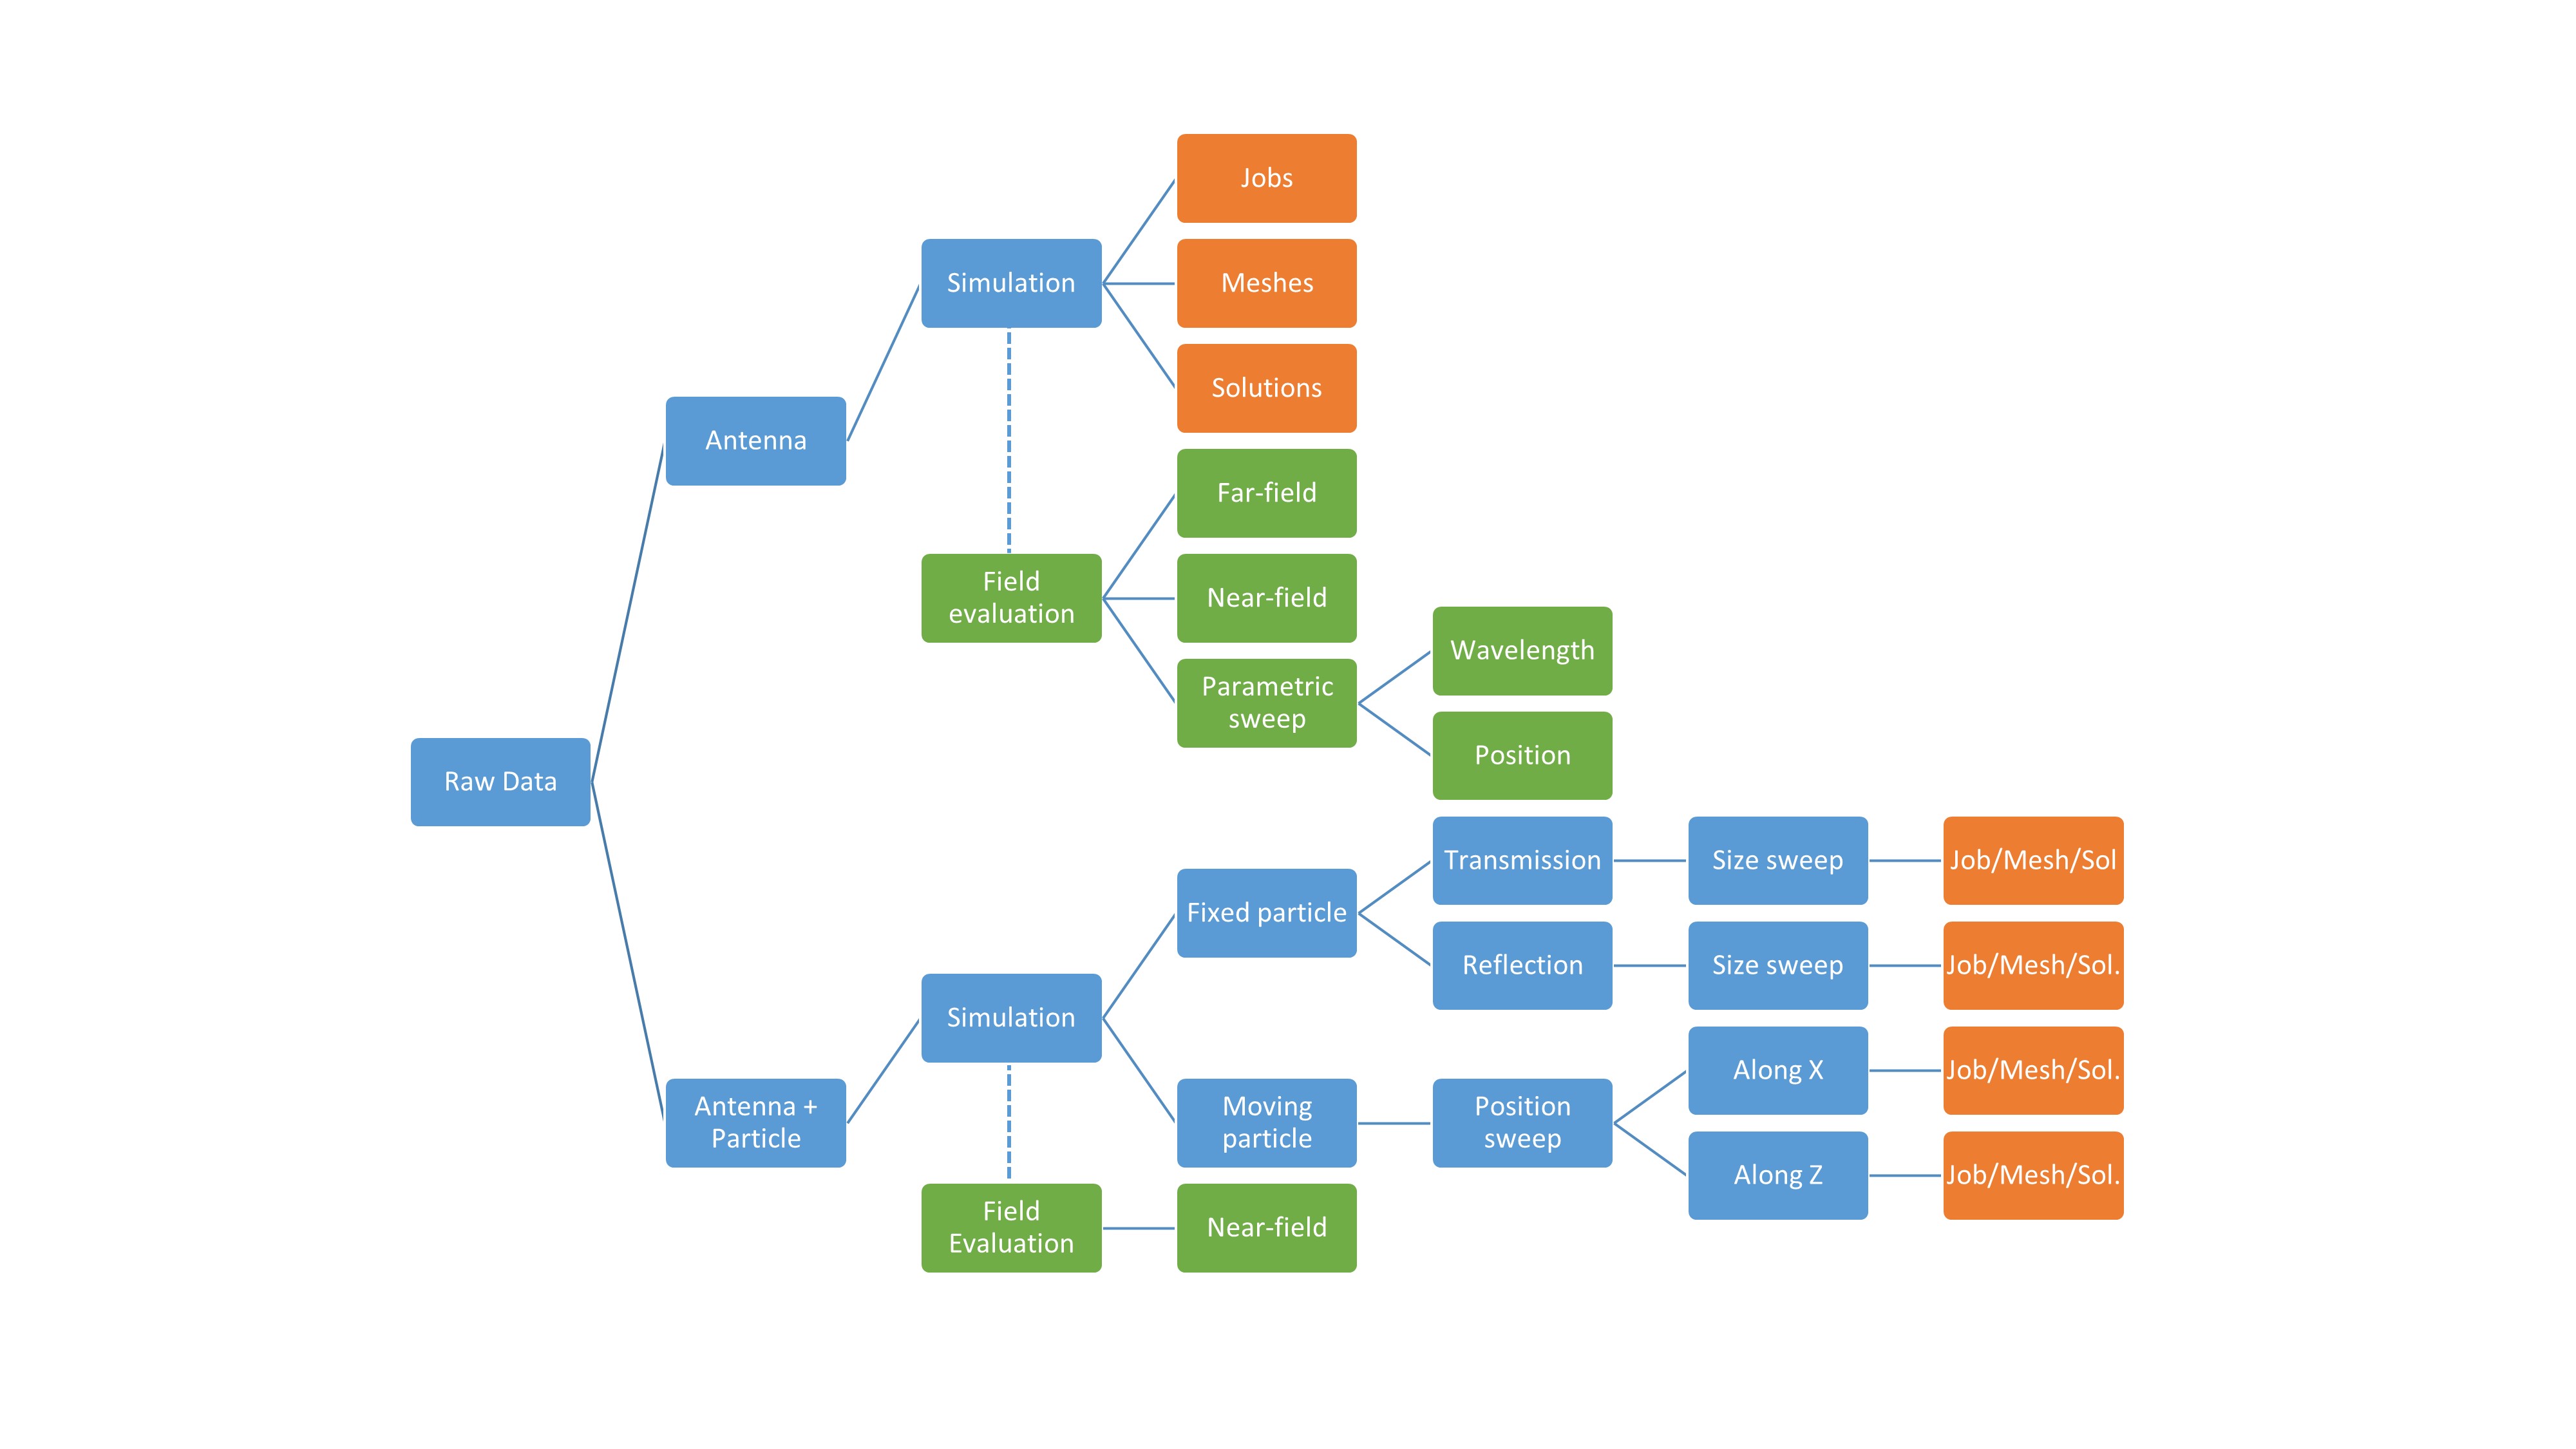 Jobs
Simulation
Meshes
Solutions
Antenna
Far-field
Field
evaluation
Near-field
Wavelength
Parametric
sweep
Position
Raw Data
Transmission
Size sweep
Job/Mesh/Sol
Fixed particle
Reflection
Size sweep
Job/Mesh/Sol.
Simulation
Along X
Job/Mesh/Sol.
Antenna +
Particle
Moving
particle
Position
sweep
Along Z
Job/Mesh/Sol.
Field
Evaluation
Near-field